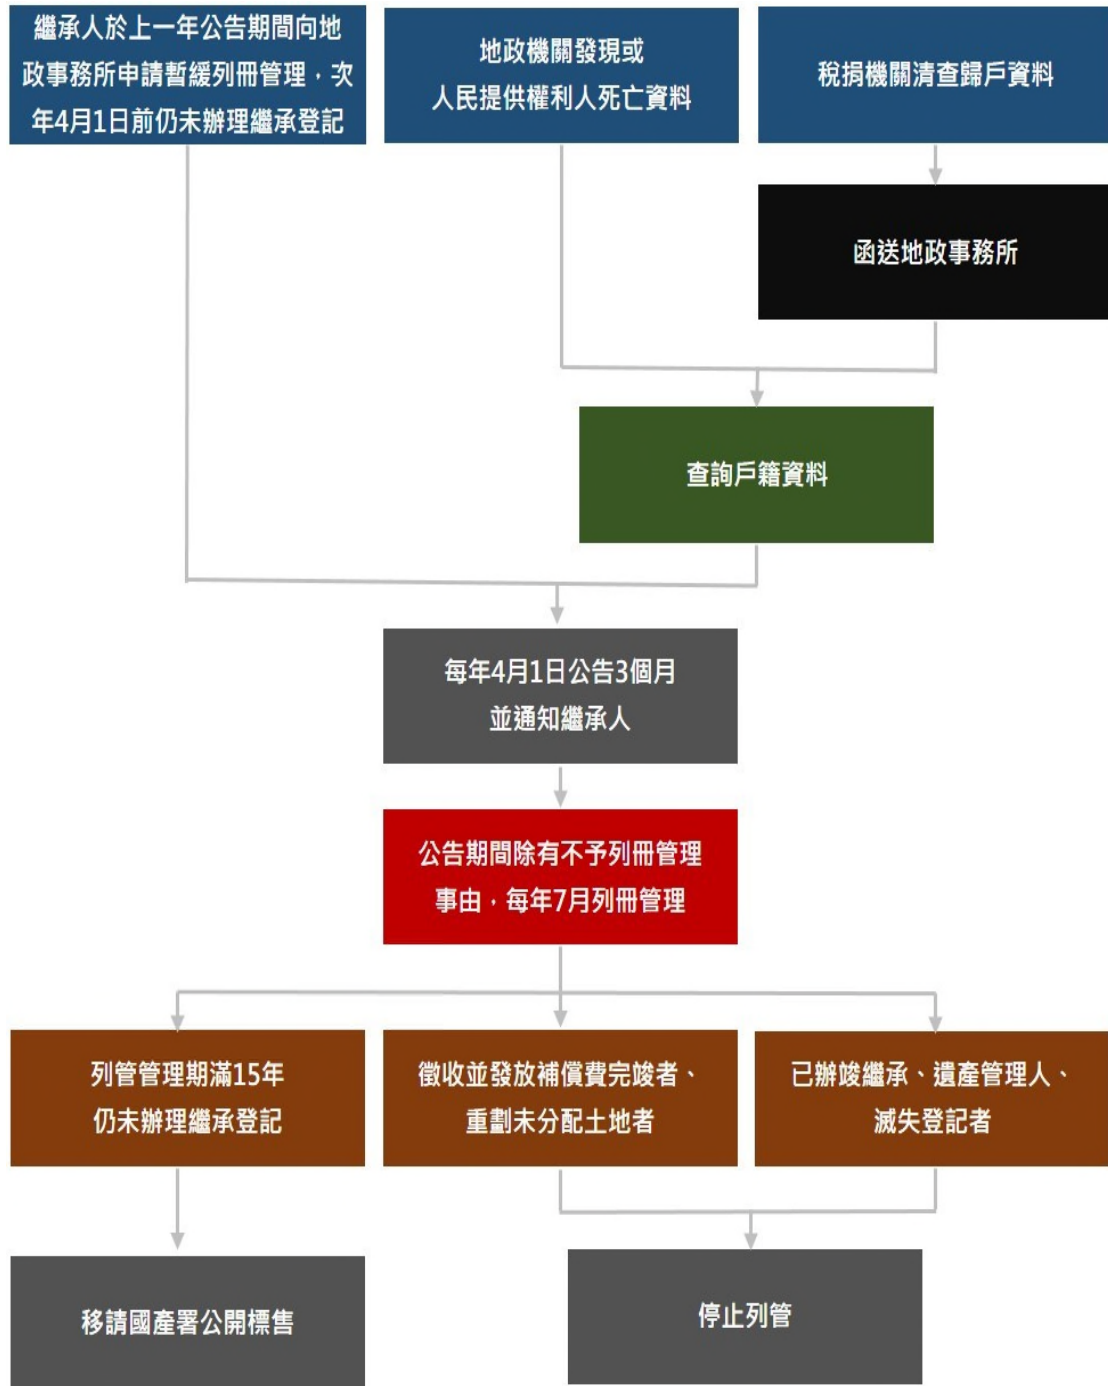 繼承人於上一年公告期間向地
政事務所申請暫緩列冊管理，次
年4月1日前仍未辦理繼承登記
地政機關發現或
人民提供權利人死亡資料
稅捐機關清查歸戶資料
函送地政事務所
查詢戶籍資料
每年4月1日公告3個月
並通知繼承人
公告期間除有不予列冊管理
事由，每年7月列冊管理
列管管理期滿15年
仍未辦理繼承登記
徵收並發放補償費完竣者、
重劃未分配土地者
已辦竣繼承、遺產管理人、
滅失登記者
移請國產署公開標售
停止列管